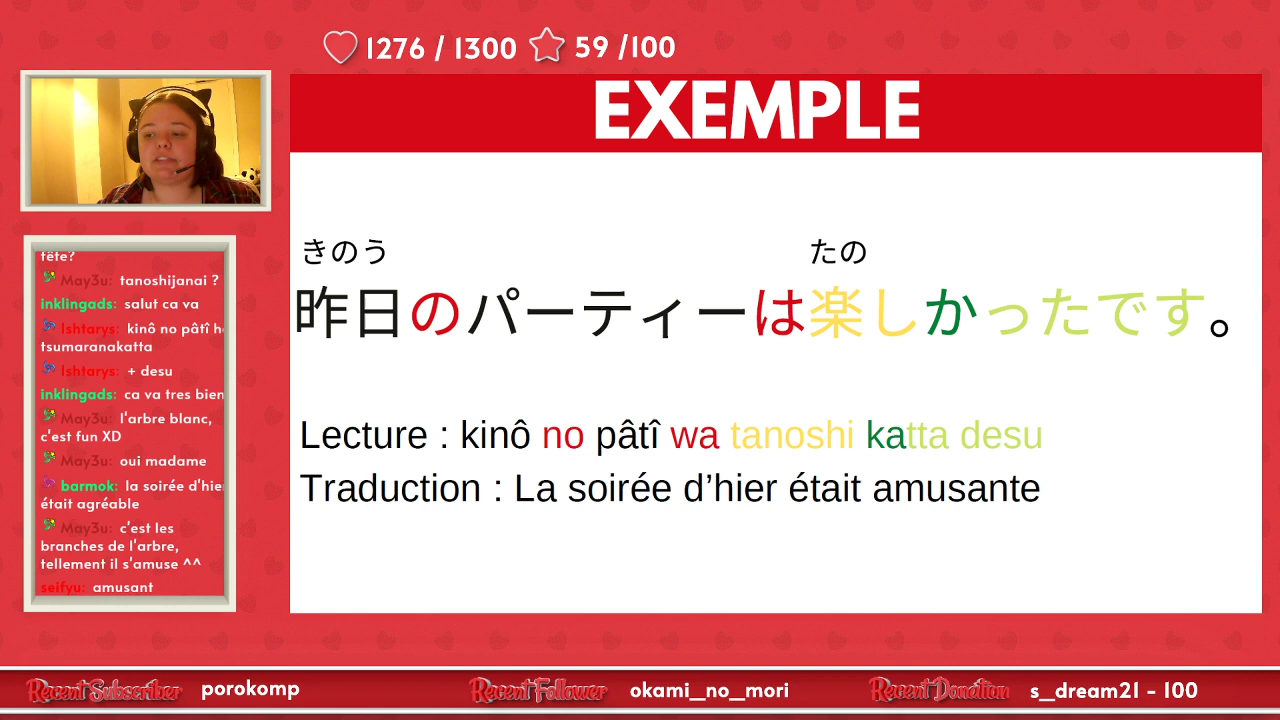 1276 / 1300 59 /100
EXEMPLE
きのう たの
昨日のパーティーは楽しかったです。
Lecture : kinô no pâtî wa tanoshi katta desu
Traduction : La soirée d’hier était amusante
fête?
May3u: tanoshijanai ?
inklingads: salut ca va
Ishtarys: kinô no pâtî
tsumaranakatta
Ishtarys: + desu
inklingads: ca va tres bien
May3u: l'arbre blanc,
c'est fun XD
May3u: oui madame
barmok: la soirée d'hier
était agréable
May3u: c'est les
branches de l'arbre,
tellement il s'amuse ^^
seifyu: amusant
Recent Subscriber porokomp Recent Follower okami_no_mori Recent Donation s_dream21 - 100